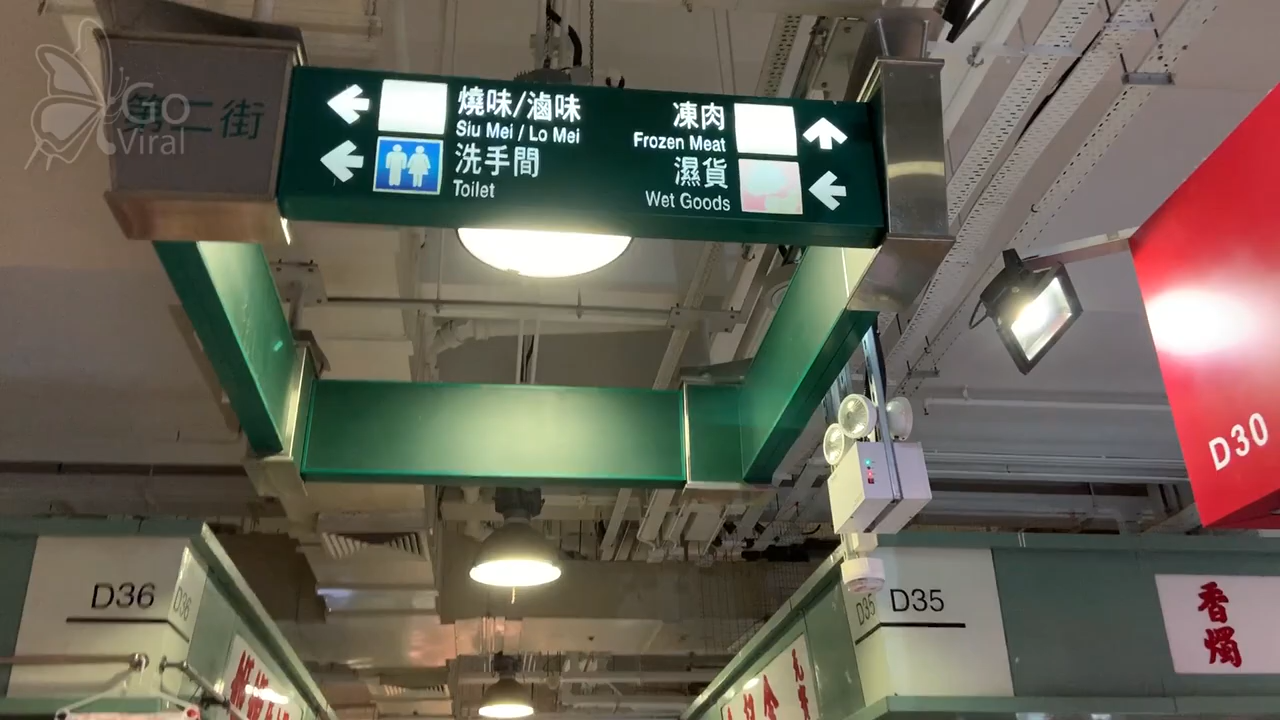 Go
Viral
第二街
燒味/滷味
Siu Mei / Lo Mei
洗手間
Toilet
凍肉
Frozen Meat
濕貨
Wet Goods
D30
D36
D36
D35
D35
香燭